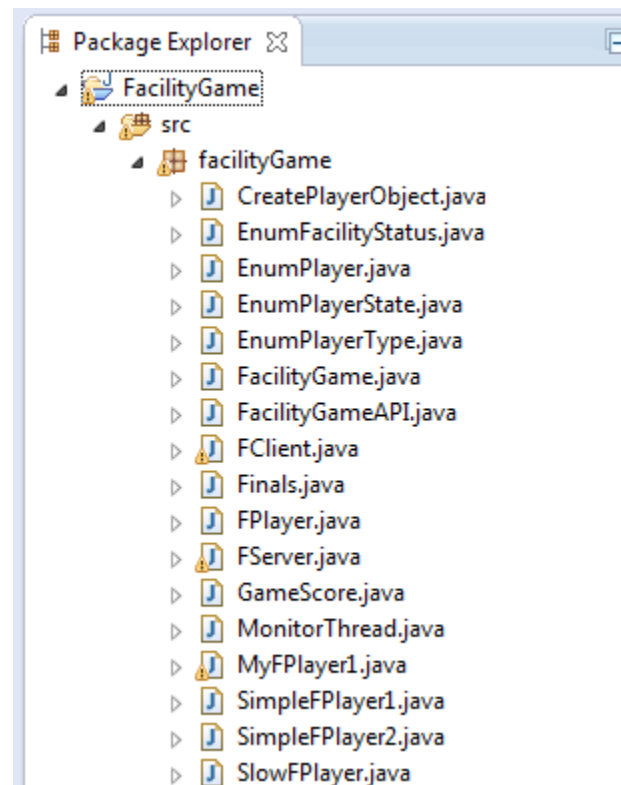 Package Explorer
FacilityGame
src
facilityGame
CreatePlayerObject.java
EnumFacilityStatus.java
EnumPlayer.java
EnumPlayerState.java
EnumPlayerType.java
FacilityGame.java
FacilityGameAPI.java
FClient.java
Finals.java
FPlayer.java
FServer.java
GameScore.java
MonitorThread.java
MyFPlayer1.java
SimpleFPlayer1.java
SimpleFPlayer2.java
SlowFPlayer.java